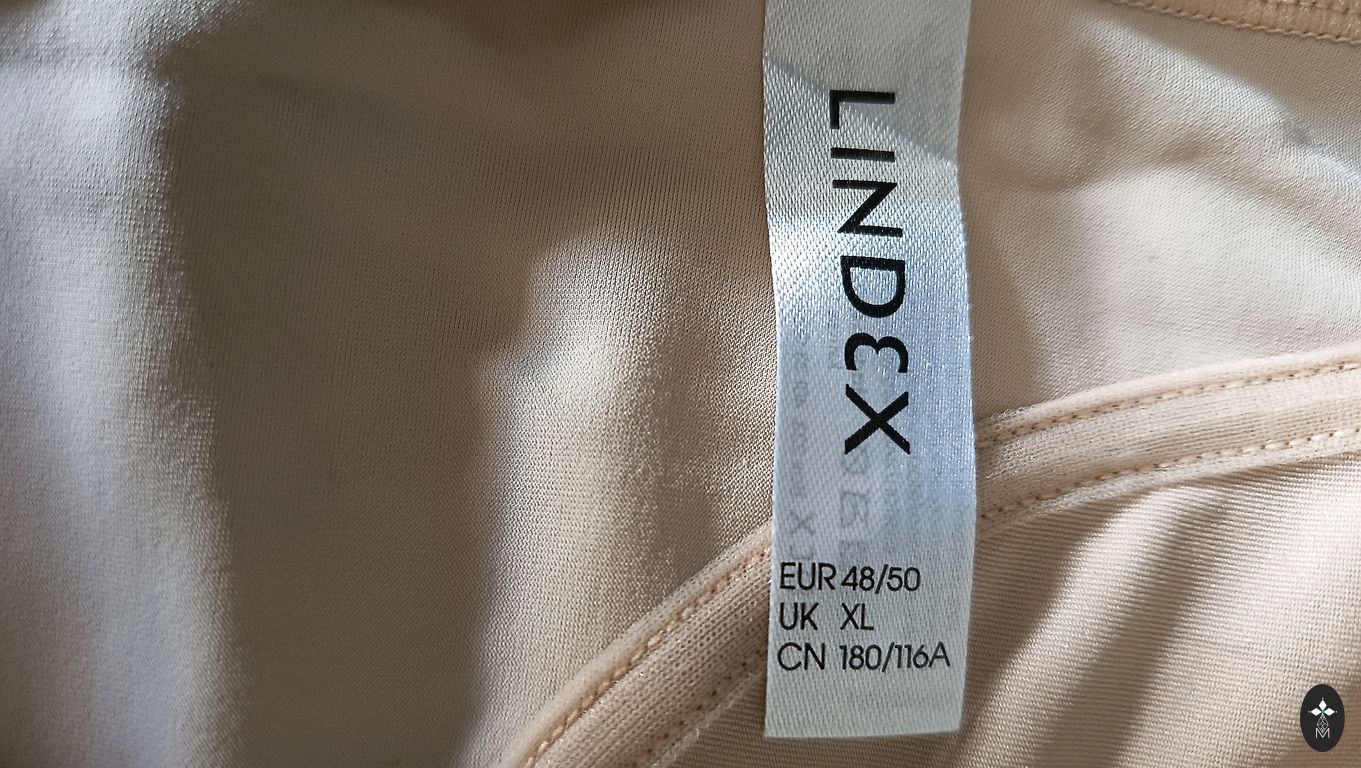 LINDEX
EUR 48/50
UK XL
CN 180/116A